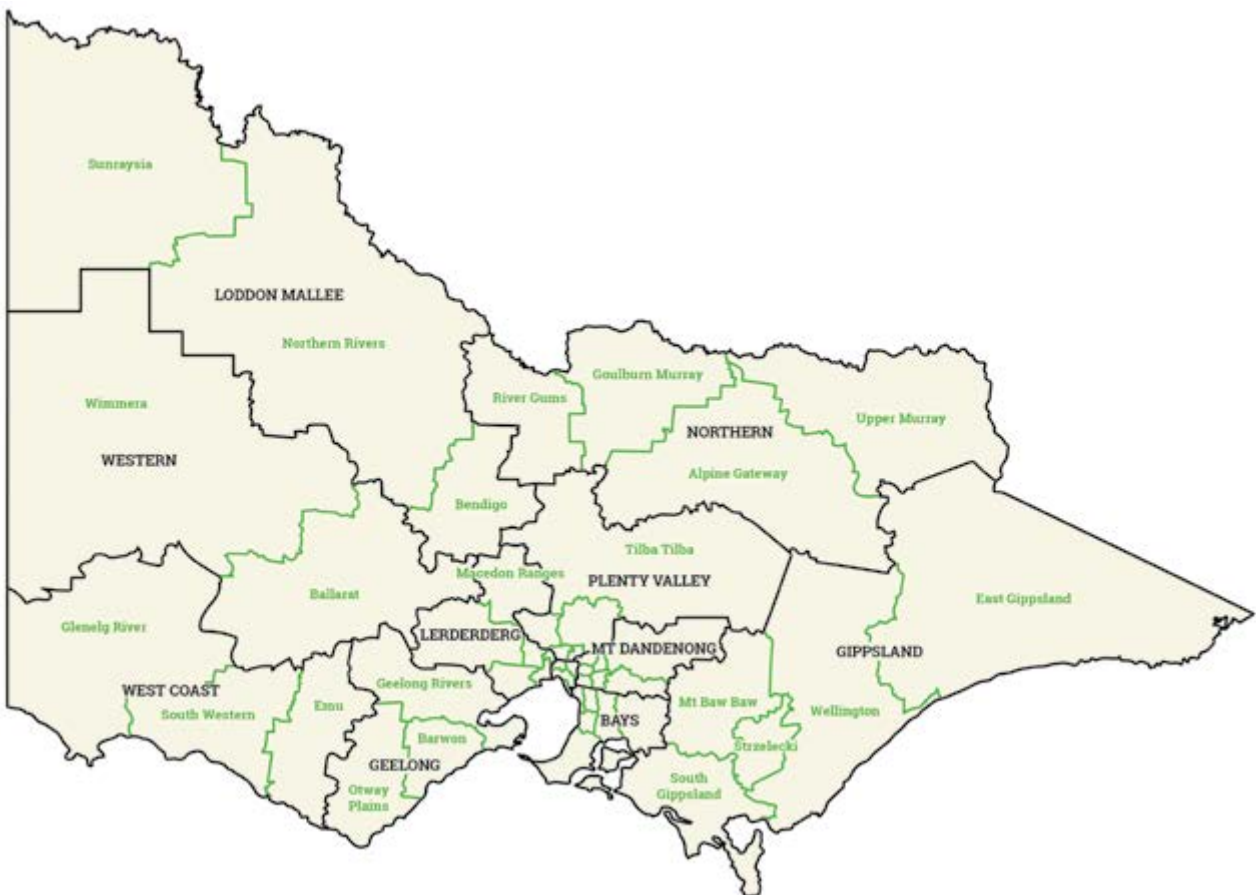 Sunraysia
LODDON MALLEE
Northern Rivers
Goulburn Murray
River Gums
Wimmera
Upper Murray
NORTHERN
WESTERN
Alpine Gateway
Bendigo
Tilba Tilba
Macedon Ranges
PLENTY VALLEY
Ballarat
East Gippsland
Glenelg River
LERDERDERG
MT DANDENONG
GIPPSLAND
Geelong Rivers
WEST COAST
South Western
Emu
Mt Baw Baw
Wellington
BAYS
Barwon
Strzelecki
GEELONG
Otway
Plains
South
Gippsland